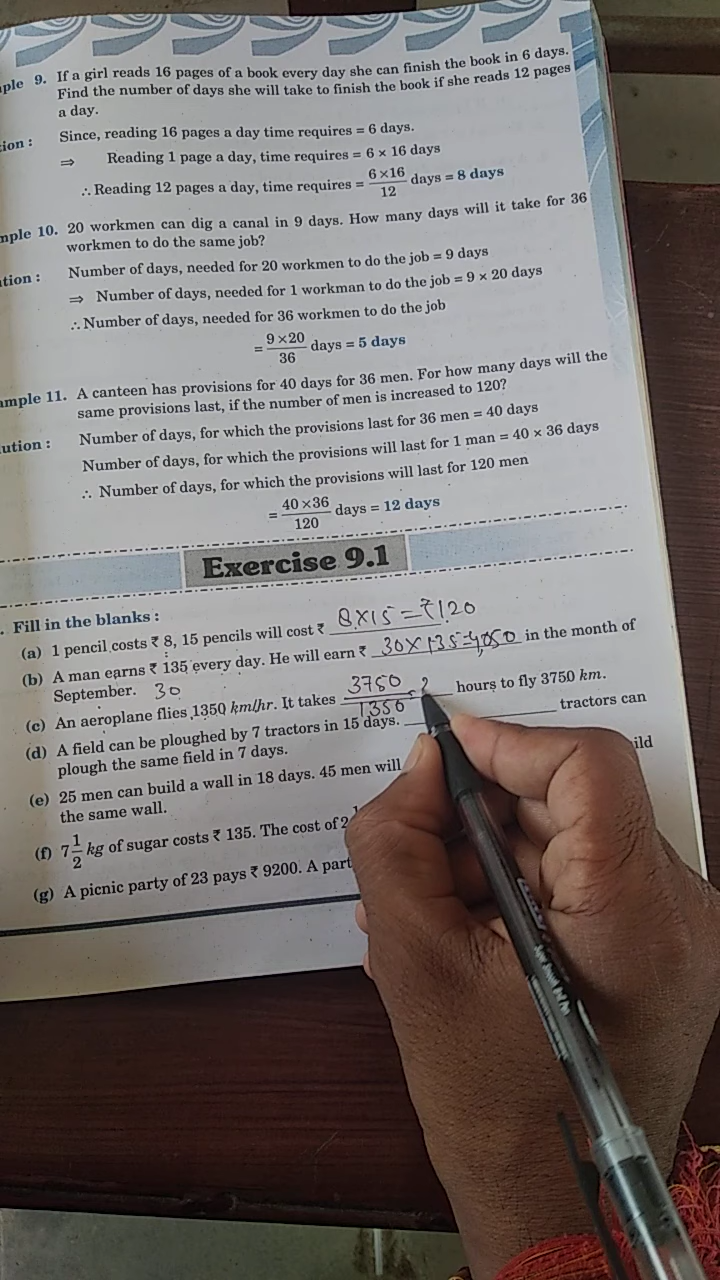 ple 9. If a girl reads 16 pages of a book every day she can finish the book in 6 days.
Find the number of days she will take to finish the book if she reads 12 pages
a day.
ion : Since, reading 16 pages a day time requires = 6 days.
⇒ Reading 1 page a day, time requires = 6 × 16 days
∴ Reading 12 pages a day, time requires = 6×16/12 days = 8 days
mple 10. 20 workmen can dig a canal in 9 days. How many days will it take for 36
workmen to do the same job?
tion : Number of days, needed for 20 workmen to do the job = 9 days
⇒ Number of days, needed for 1 workman to do the job = 9 × 20 days
∴ Number of days, needed for 36 workmen to do the job
= 9×20/36 days = 5 days
ample 11. A canteen has provisions for 40 days for 36 men. For how many days will the
same provisions last, if the number of men is increased to 120?
ution : Number of days, for which the provisions last for 36 men = 40 days
Number of days, for which the provisions will last for 1 man = 40 × 36 days
∴ Number of days, for which the provisions will last for 120 men
= 40×36/120 days = 12 days
Exercise 9.1
. Fill in the blanks :
(a) 1 pencil costs ₹ 8, 15 pencils will cost ₹ 8×15=₹120
(b) A man earns ₹ 135 every day. He will earn ₹ 30×135=4,050 in the month of
September. 30
(c) An aeroplane flies 1350 km/hr. It takes 3750/1350 = 2 hours to fly 3750 km.
(d) A field can be ploughed by 7 tractors in 15 days. tractors can
plough the same field in 7 days.
(e) 25 men can build a wall in 18 days. 45 men will ild
the same wall.
(f) 7 1/2 kg of sugar costs ₹ 135. The cost of 2
(g) A picnic party of 23 pays ₹ 9200. A part